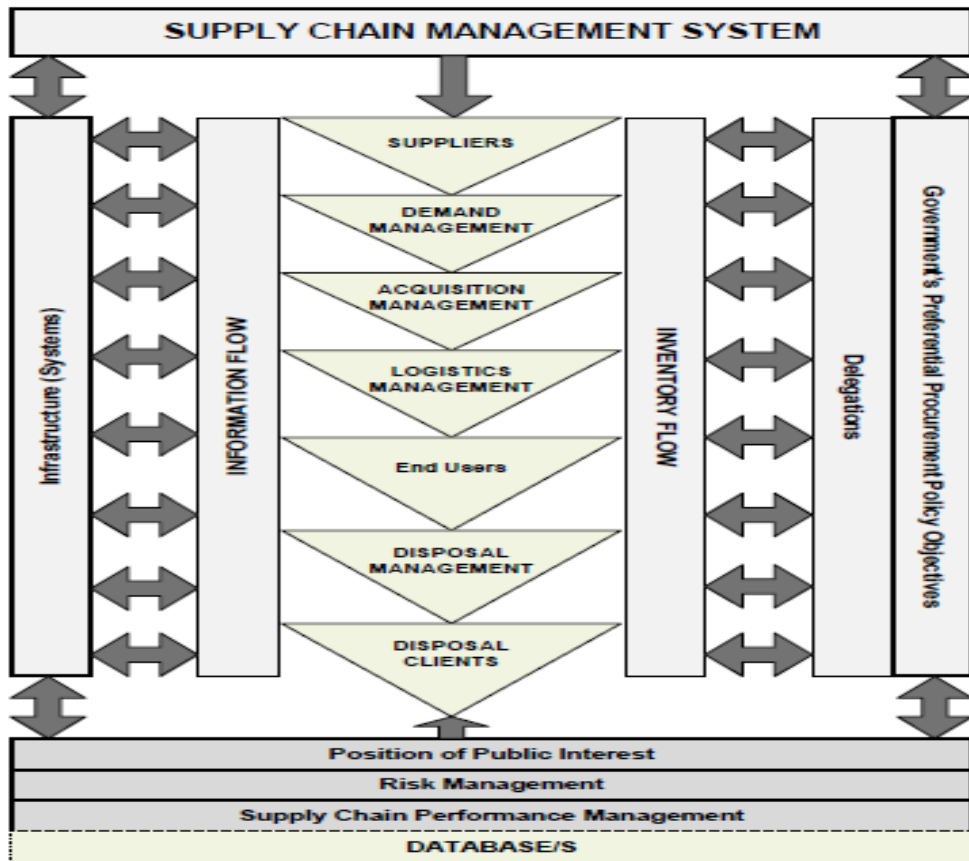 SUPPLY CHAIN MANAGEMENT SYSTEM
Infrastructure (Systems)
INFORMATION FLOW
SUPPLIERS
DEMAND
MANAGEMENT
ACQUISITION
MANAGEMENT
LOGISTICS
MANAGEMENT
End Users
DISPOSAL
MANAGEMENT
DISPOSAL
CLIENTS
INVENTORY FLOW
Delegations
Government's Preferential Procurement Policy Objectives
Position of Public Interest
Risk Management
Supply Chain Performance Management
DATABASE/S